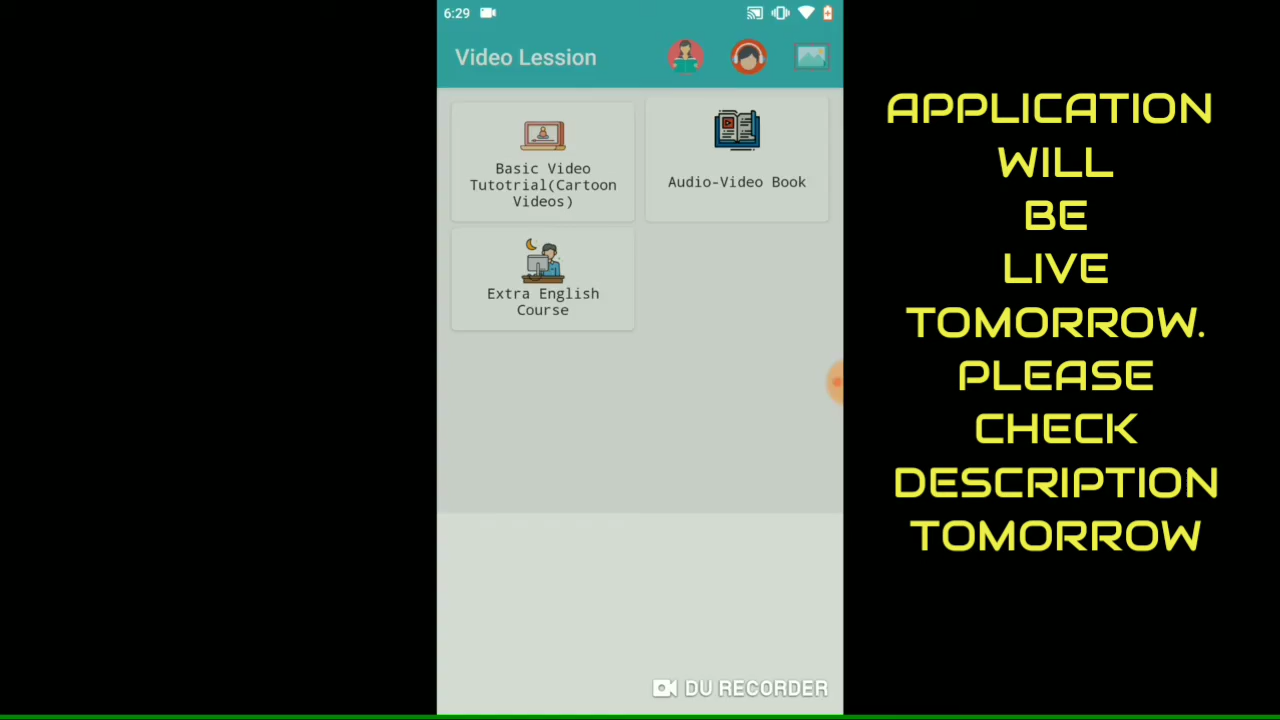 6:29
Video Lession
Basic Video
Tutotrial(Cartoon
Videos)
Audio-Video Book
Extra English
Course
DU RECORDER
APPLICATION
WILL
BE
LIVE
TOMORROW.
PLEASE
CHECK
DESCRIPTION
TOMORROW